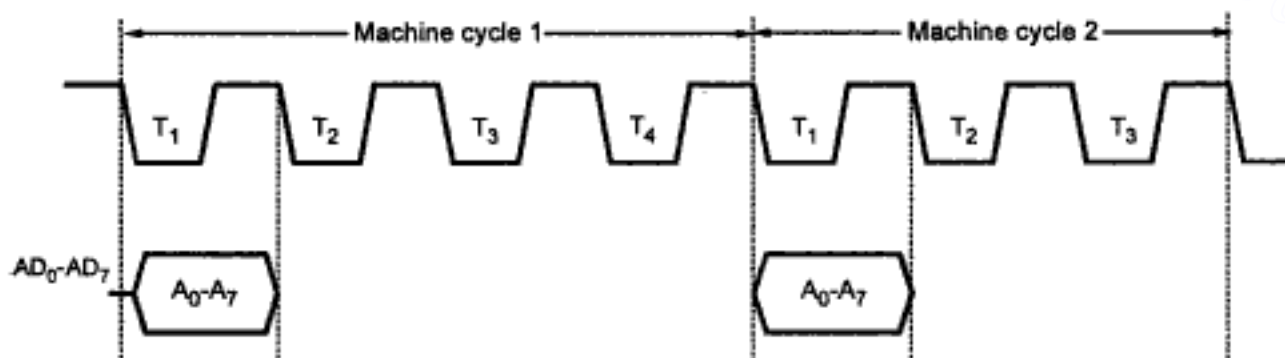 Machine cycle 1 Machine cycle 2
T₁ T₂ T₃ T₄ T₁ T₂ T₃
AD₀-AD₇ A₀-A₇ A₀-A₇